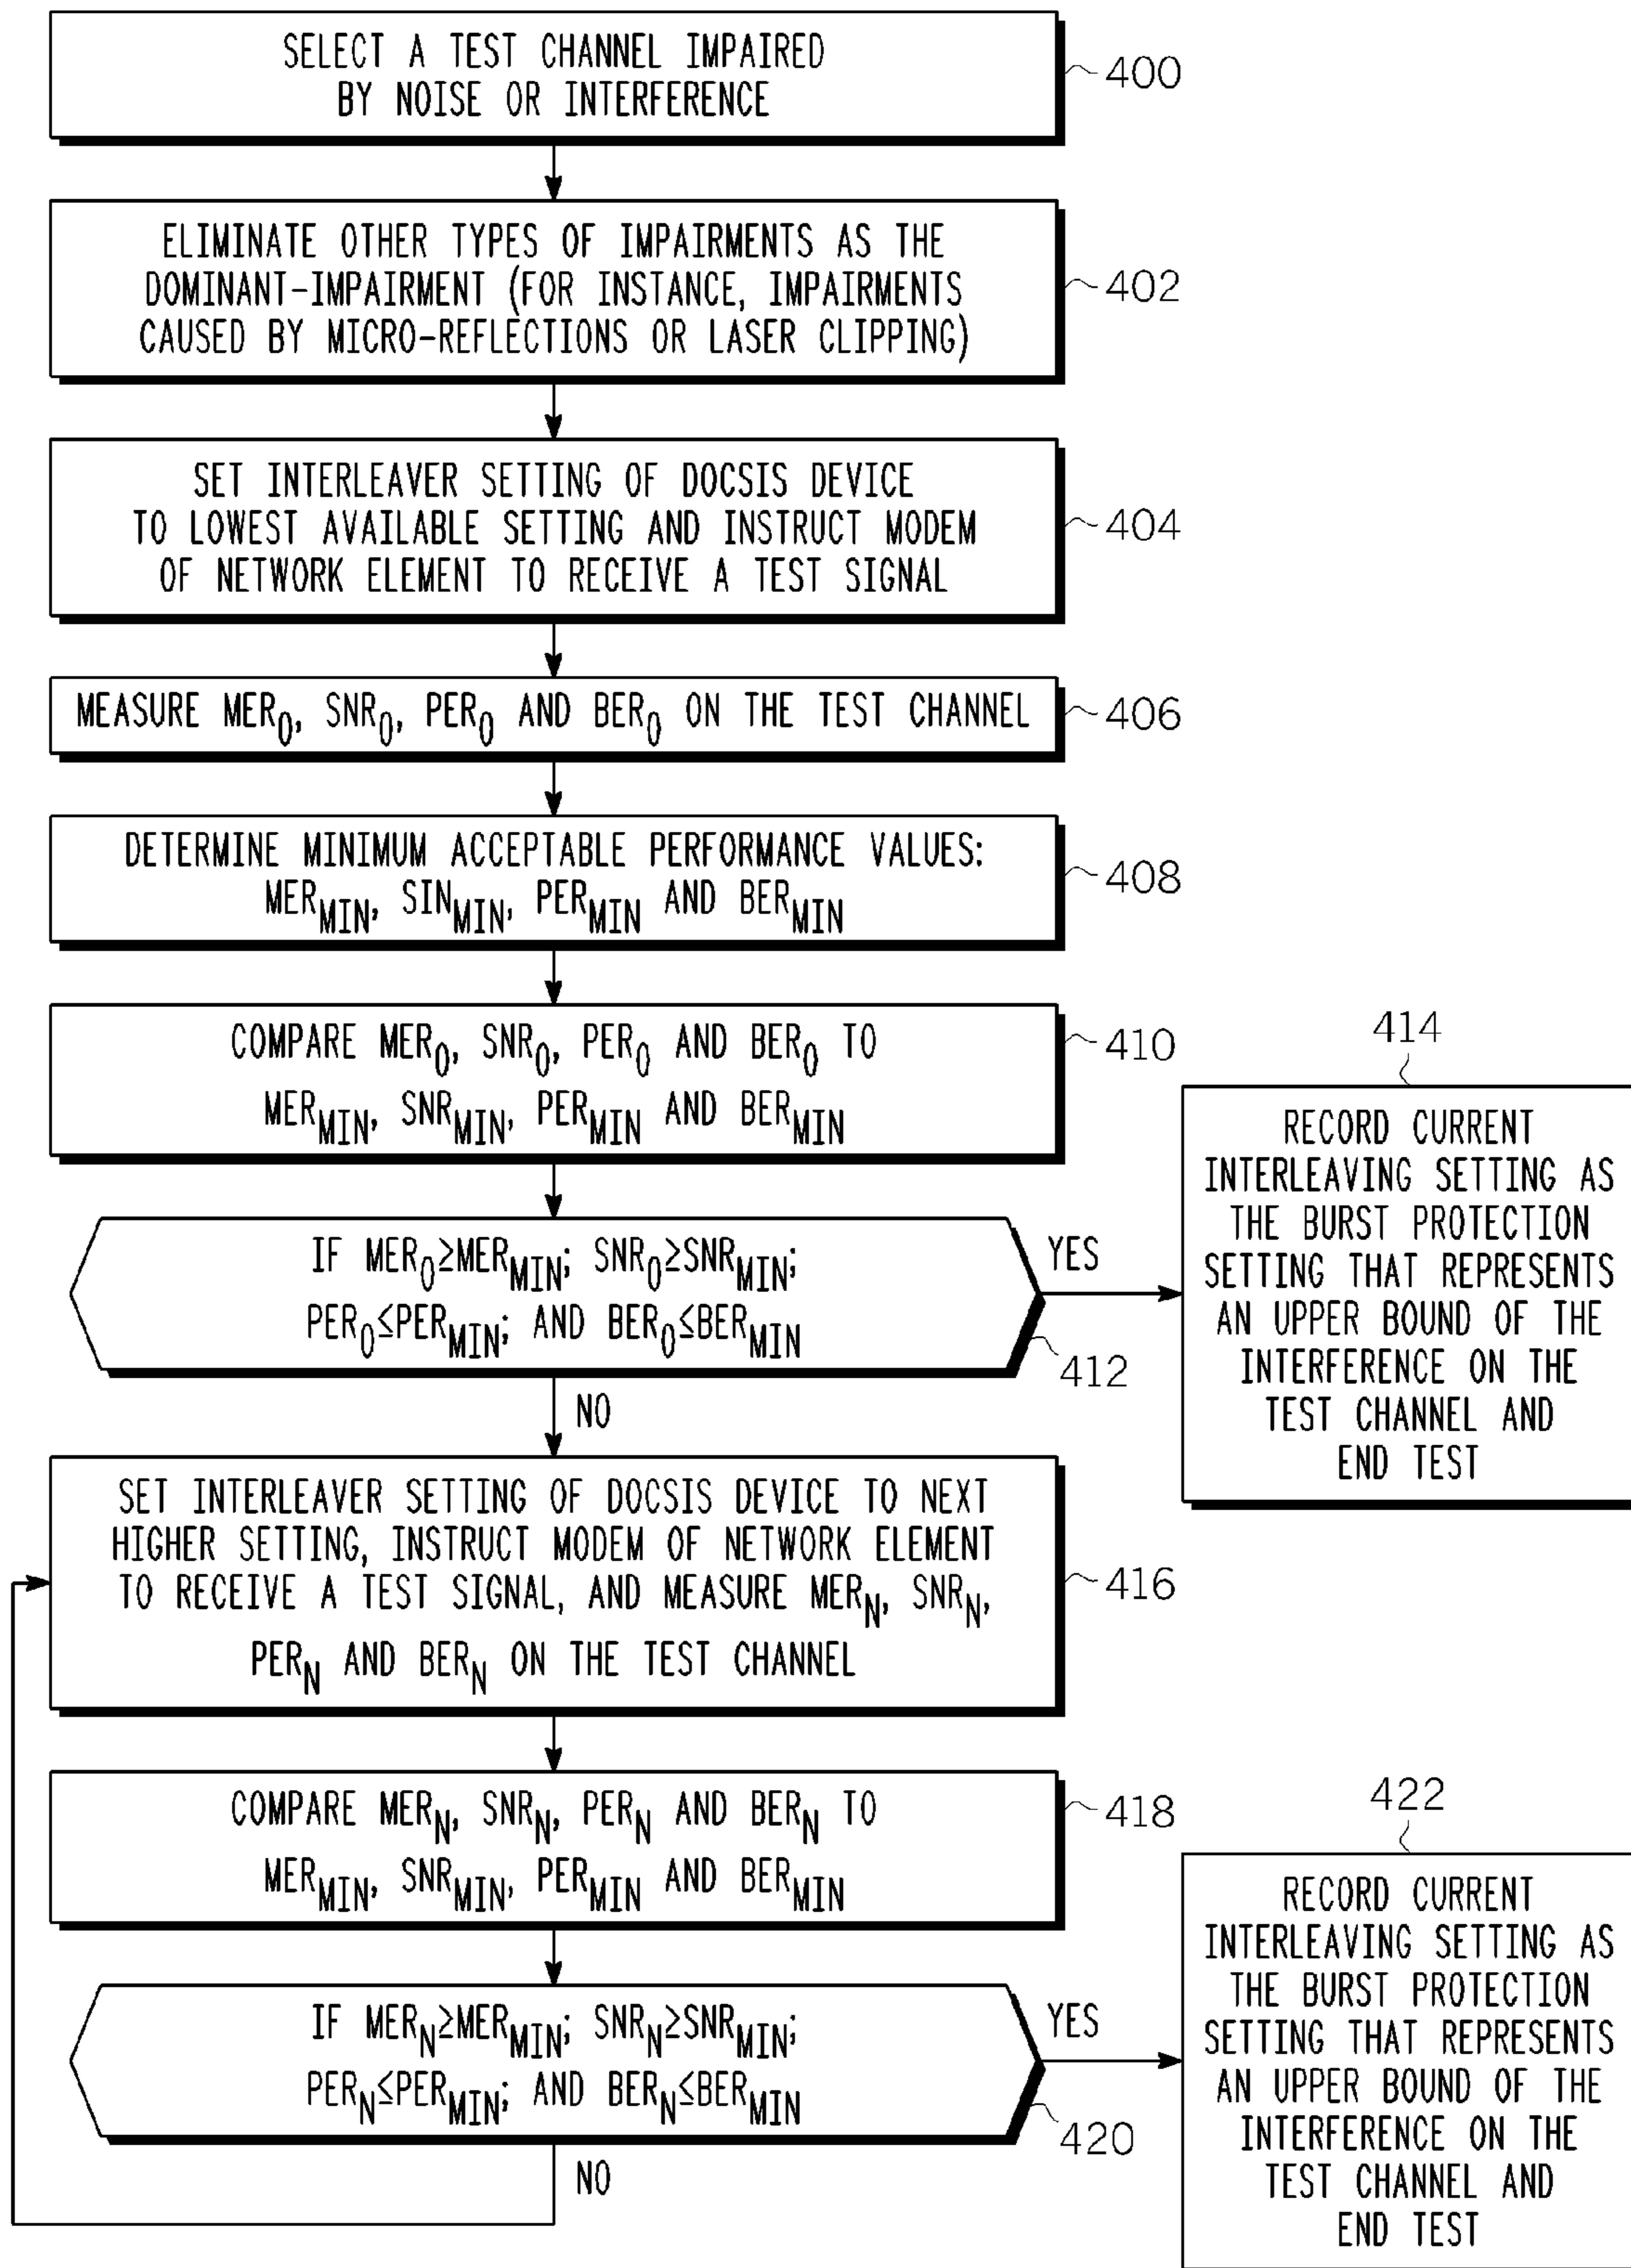 SELECT A TEST CHANNEL IMPAIRED
BY NOISE OR INTERFERENCE
400
ELIMINATE OTHER TYPES OF IMPAIRMENTS AS THE
DOMINANT-IMPAIRMENT (FOR INSTANCE, IMPAIRMENTS
CAUSED BY MICRO-REFLECTIONS OR LASER CLIPPING)
402
SET INTERLEAVER SETTING OF DOCSIS DEVICE
TO LOWEST AVAILABLE SETTING AND INSTRUCT MODEM
OF NETWORK ELEMENT TO RECEIVE A TEST SIGNAL
404
MEASURE MER0, SNR0, PER0 AND BER0 ON THE TEST CHANNEL
406
DETERMINE MINIMUM ACCEPTABLE PERFORMANCE VALUES:
MERMIN, SINMIN, PERMIN AND BERMIN
408
COMPARE MER0, SNR0, PER0 AND BER0 TO
MERMIN, SNRMIN, PERMIN AND BERMIN
410
IF MER0≥MERMIN; SNR0≥SNRMIN;
PER0≤PERMIN; AND BER0≤BERMIN
412
YES
NO
414
RECORD CURRENT
INTERLEAVING SETTING AS
THE BURST PROTECTION
SETTING THAT REPRESENTS
AN UPPER BOUND OF THE
INTERFERENCE ON THE
TEST CHANNEL AND
END TEST
SET INTERLEAVER SETTING OF DOCSIS DEVICE TO NEXT
HIGHER SETTING, INSTRUCT MODEM OF NETWORK ELEMENT
TO RECEIVE A TEST SIGNAL, AND MEASURE MERN, SNRN,
PERN AND BERN ON THE TEST CHANNEL
416
COMPARE MERN, SNRN, PERN AND BERN TO
MERMIN, SNRMIN, PERMIN AND BERMIN
418
IF MERN≥MERMIN; SNRN≥SNRMIN;
PERN≤PERMIN; AND BERN≤BERMIN
420
YES
NO
422
RECORD CURRENT
INTERLEAVING SETTING AS
THE BURST PROTECTION
SETTING THAT REPRESENTS
AN UPPER BOUND OF THE
INTERFERENCE ON THE
TEST CHANNEL AND
END TEST